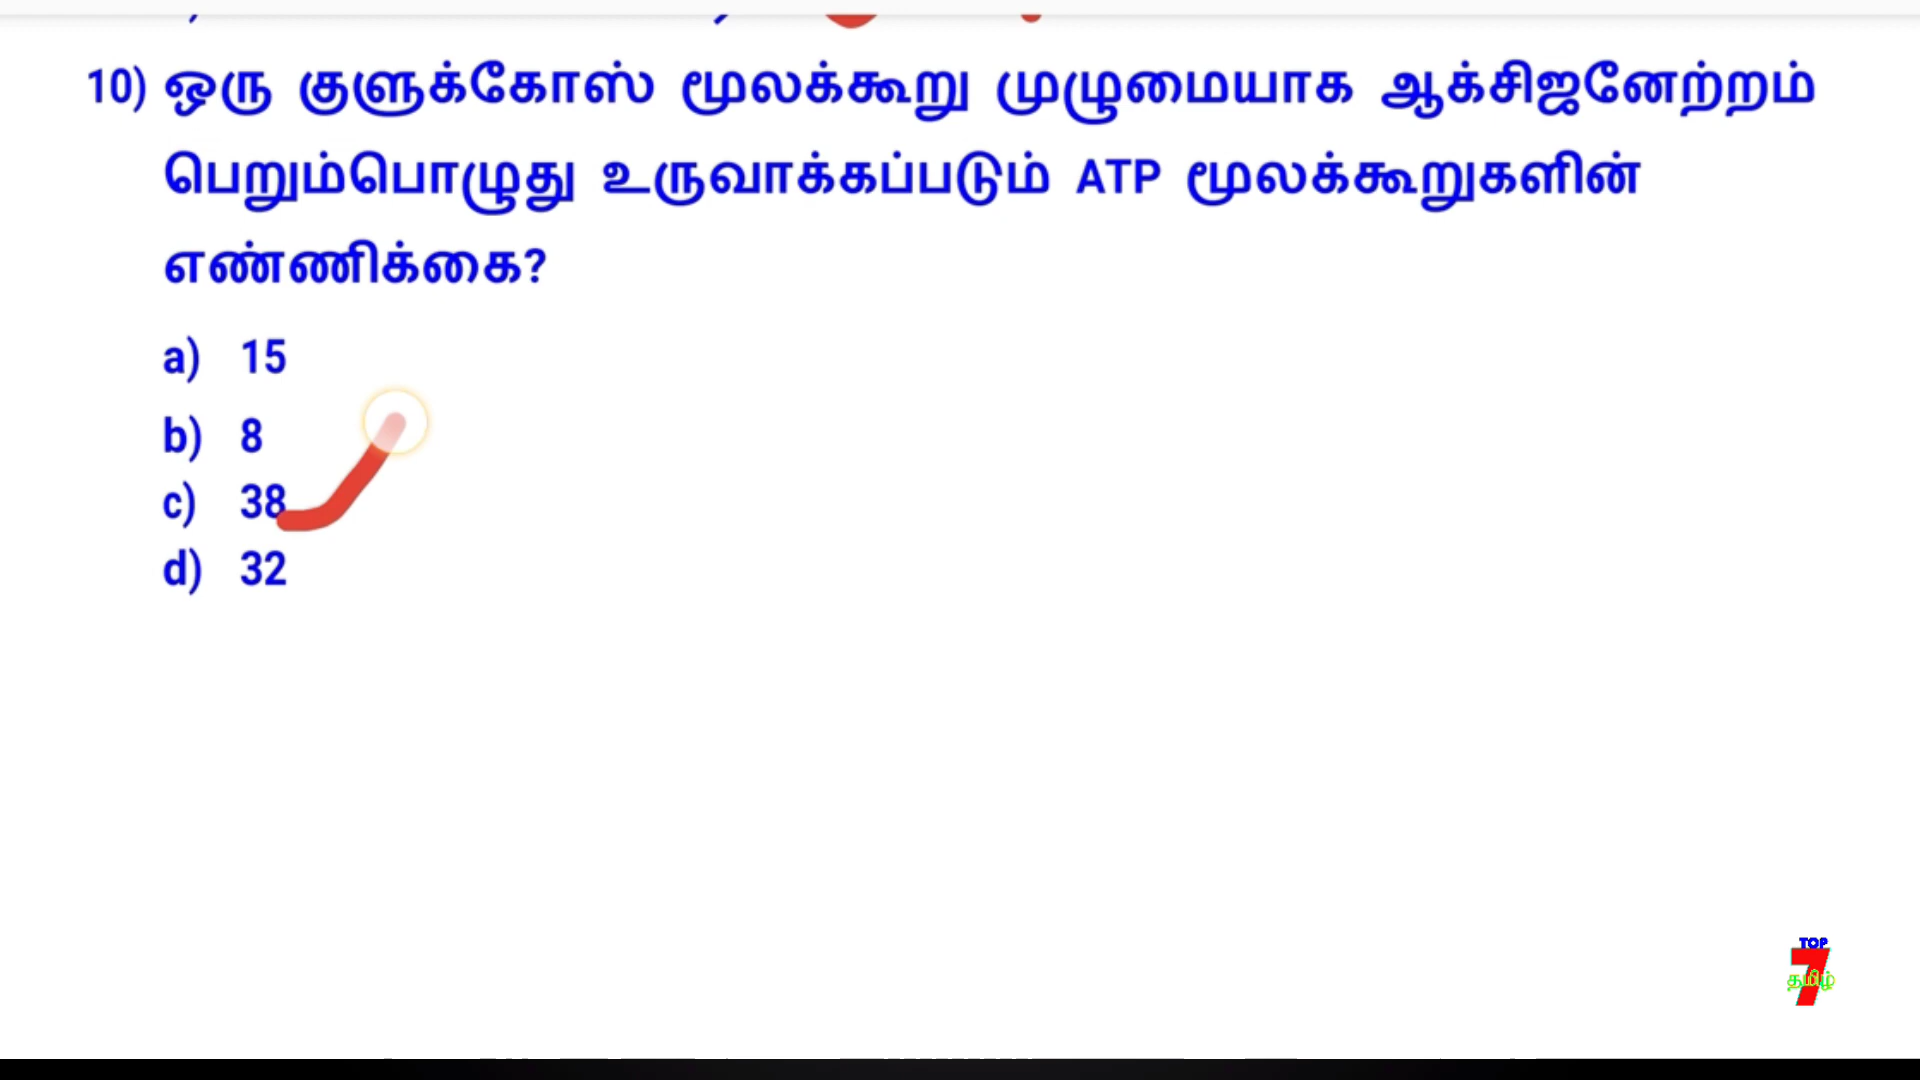 10) ஒரு குளுக்கோஸ் மூலக்கூறு முழுமையாக ஆக்சிஜனேற்றம்
பெறும்பொழுது உருவாக்கப்படும் ATP மூலக்கூறுகளின்
எண்ணிக்கை?
a) 15
b) 8
c) 38
d) 32
TOP
7
தமிழ்